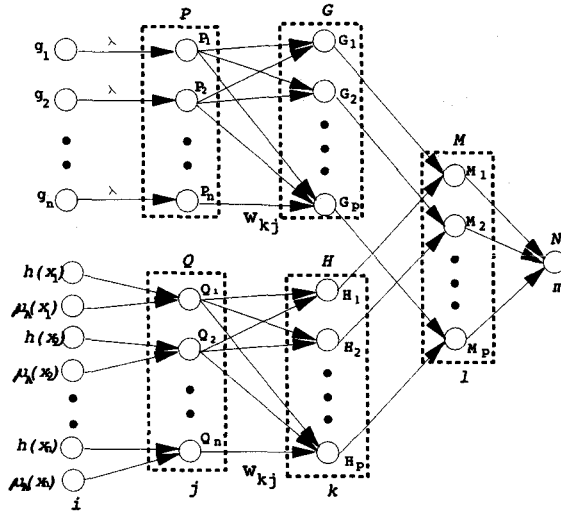 P
G
g1 λ P1 G1
g2 λ P2 G2
M
M1
gn λ Pn Gp
Wkj
M2
N
m
h(x1)
Q
H
μh(x1) Q1 H1
h(x2) Q2 H2
μh(x2)
Mp
l
h(xn) Qn Hp
Wkj
μh(xn)
i j k